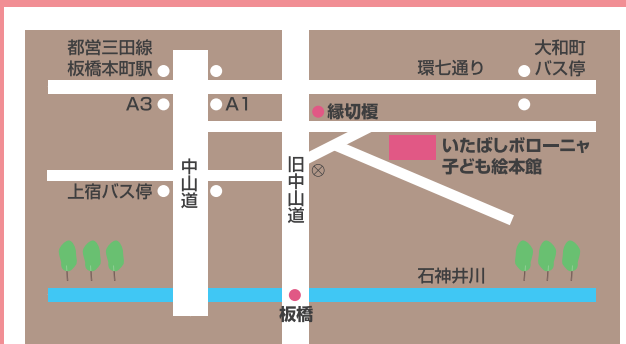 都営三田線
板橋本町駅
A3
A1
環七通り
大和町
バス停
縁切榎
いたばしボローニャ
子ども絵本館
中山道
旧中山道
上宿バス停
石神井川
板橋